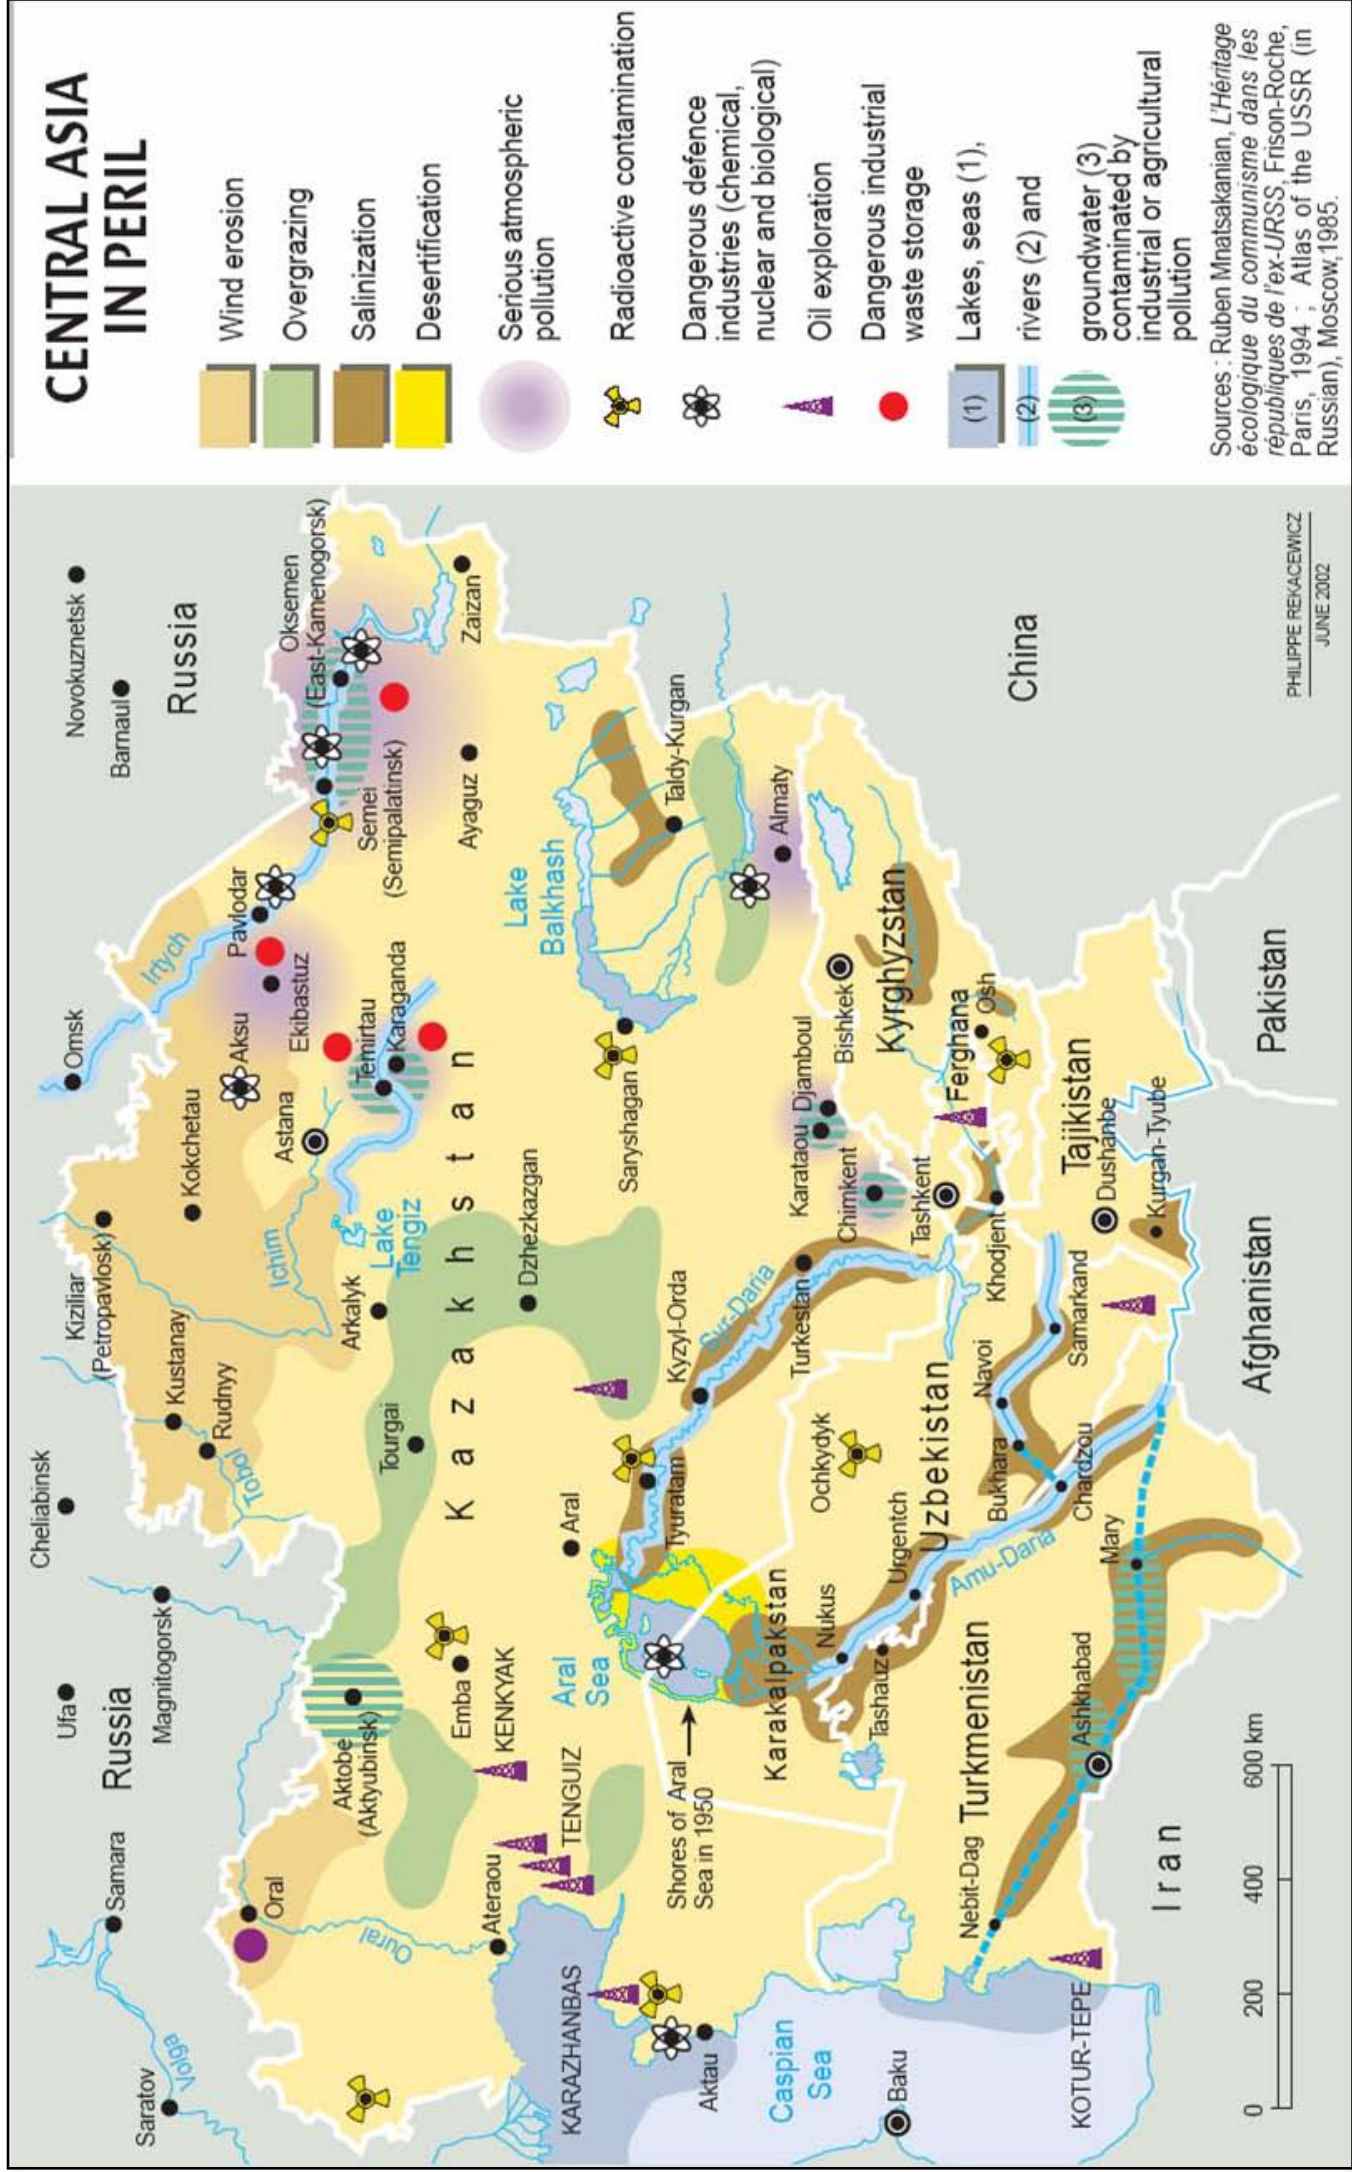 CENTRAL ASIA
IN PERIL
Wind erosion
Overgrazing
Salinization
Desertification
Serious atmospheric
pollution
Radioactive contamination
Dangerous defence
industries (chemical,
nuclear and biological)
Oil exploration
Dangerous industrial
waste storage
Lakes, seas (1),
rivers (2) and
groundwater (3)
contaminated by
industrial or agricultural
pollution
(1)
(2)
(3)
Sources : Ruben Mnatsakanian, L'Héritage
écologique du communisme dans les
républiques de l'ex-URSS, Frison-Roche,
Paris, 1994 ; Atlas of the USSR (in
Russian), Moscow,1985.
PHILIPPE REKACEWICZ
JUNE 2002
Saratov
Volga
Samara
Ufa
Russia
Magnitogorsk
Cheliabinsk
Kiziliar
(Petropavlosk)
Kustanay
Rudnyy
Tobol
Kokchetau
Omsk
Irtych
Pavlodar
Aksu
Ekibastuz
Astana
Ichim
Temirtau
Karaganda
Lake
Tengiz
Arkalyk
Tourgai
Novokuznetsk
Barnaul
Russia
Oksemen
(East-Kamenogorsk)
Semei
(Semipalatinsk)
Zaizan
Ayaguz
Oral
Oural
Aktobe
(Aktyubinsk)
Emba
KENKYAK
Ateraou
TENGUIZ
Kazakhstan
Dzhezkazgan
Saryshagan
Lake
Balkhash
Taldy-Kurgan
Almaty
China
KARAZHANBAS
Aktau
Caspian
Sea
Baku
KOTUR-TEPE
Aral
Sea
Aral
Shores of Aral
Sea in 1950
Tyuratam
Kyzyl-Orda
Syr-Daria
Turkestan
Karataou
Djamboul
Chimkent
Tashkent
Bishkek
Kyrghyzstan
Ferghana
Osh
Khodjent
Karakalpakstan
Nukus
Tashauz
Urgentch
Uzbekistan
Ochkydyk
Amu-Daria
Bukhara
Navoi
Samarkand
Chardzou
Mary
Turkmenistan
Nebit-Dag
Ashkhabad
Tajikistan
Dushanbe
Kurgan-Tyube
Iran
Afghanistan
Pakistan
0
200
400
600 km